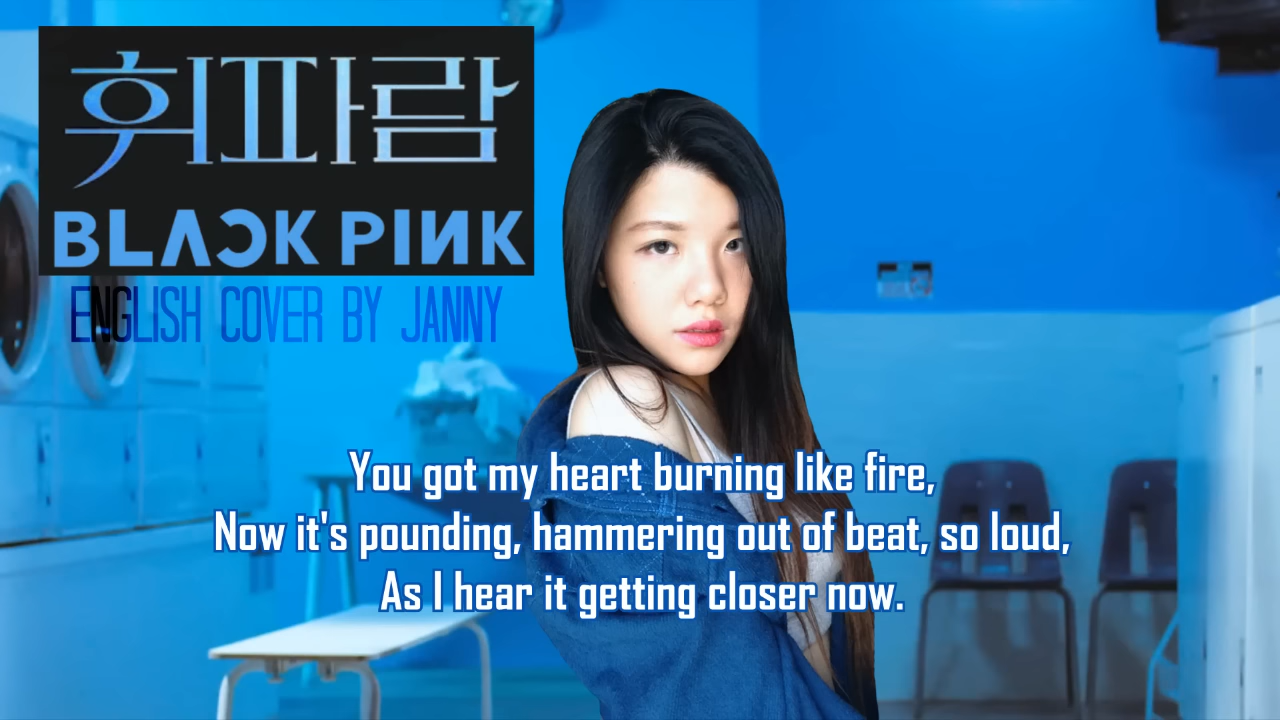 휘파람
BLACKPINK
ENGLISH COVER BY JANNY
You got my heart burning like fire,
Now it's pounding, hammering out of beat, so loud,
As I hear it getting closer now.